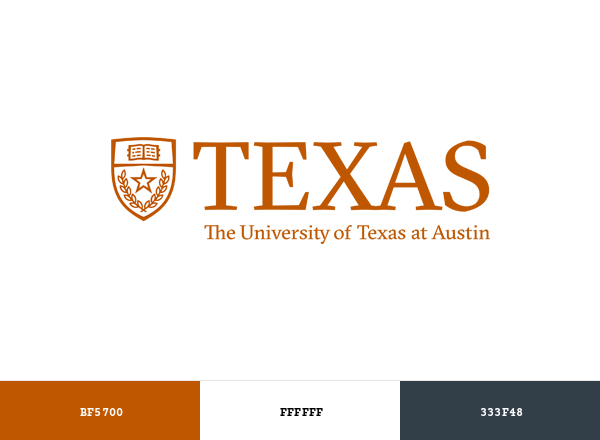 TEXAS
The University of Texas at Austin
BF5700
FFFFFF
333F48